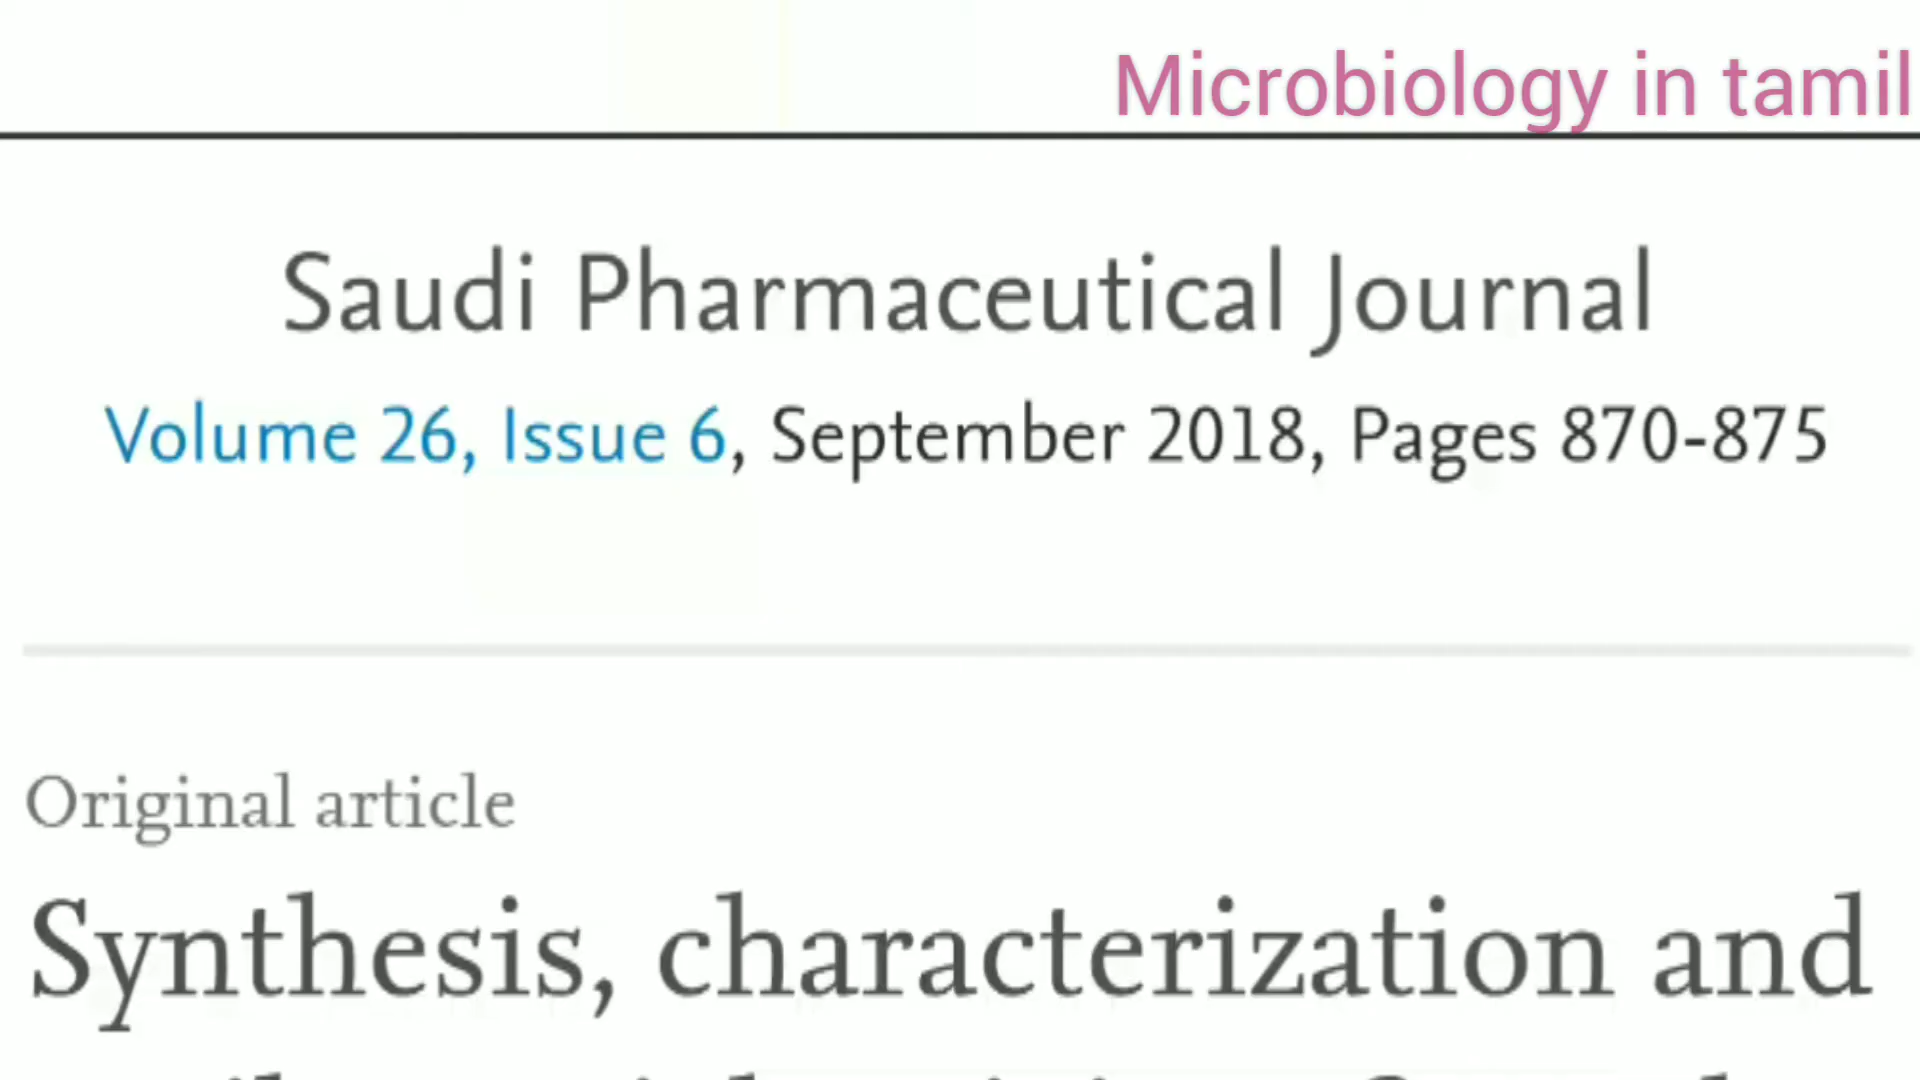 Microbiology in tamil
Saudi Pharmaceutical Journal
Volume 26, Issue 6, September 2018, Pages 870-875
Original article
Synthesis, characterization and